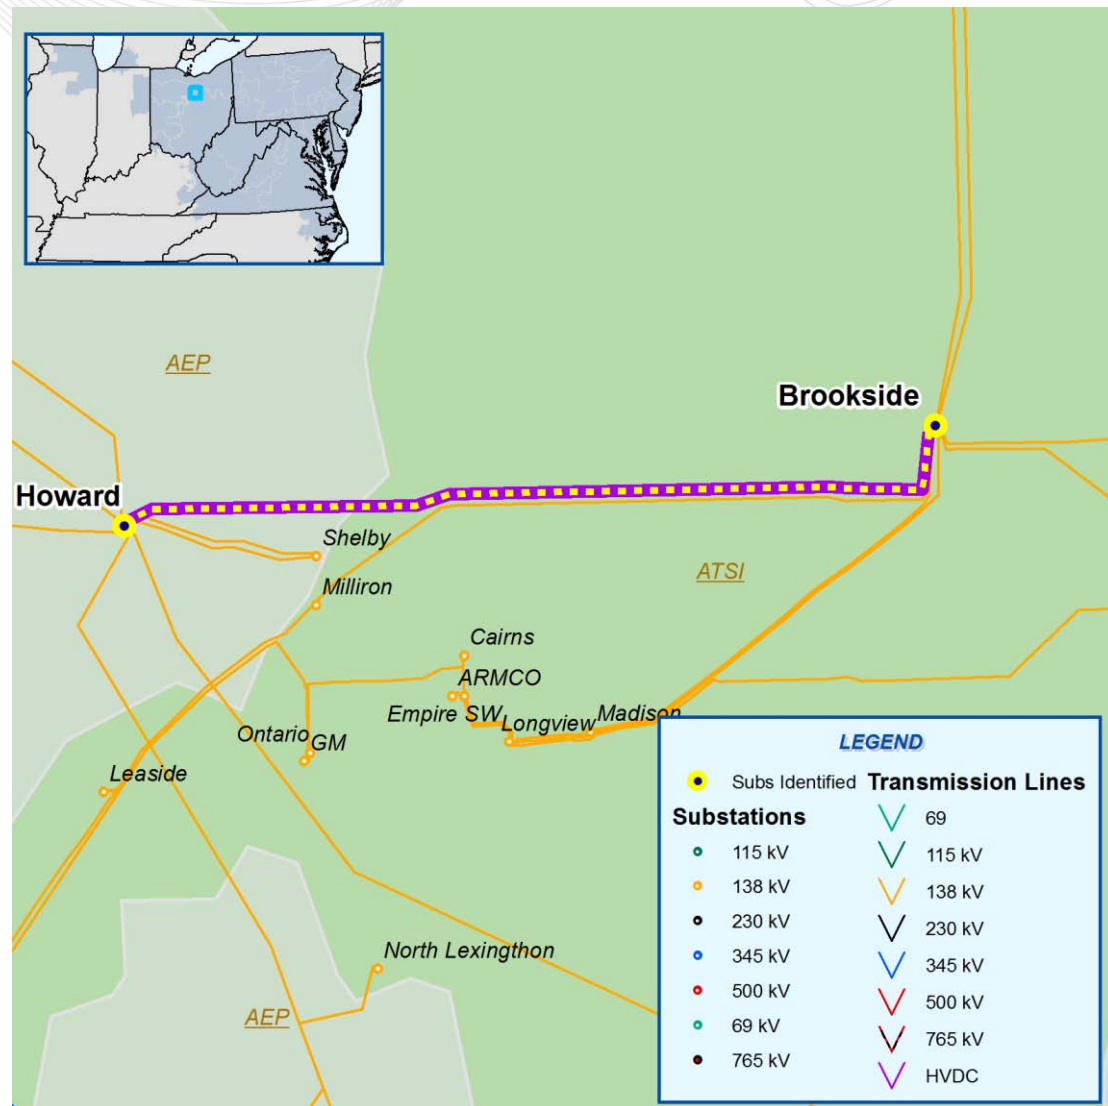 AEP
Brookside
Howard
Shelby
ATSI
Milliron
Cairns
ARMCO
Empire SW
Longview
Madison
Ontario
GM
Leaside
North Lexingthon
AEP
LEGEND
Subs Identified
Transmission Lines
Substations
69
115 kV
115 kV
138 kV
138 kV
230 kV
230 kV
345 kV
345 kV
500 kV
500 kV
69 kV
765 kV
765 kV
HVDC